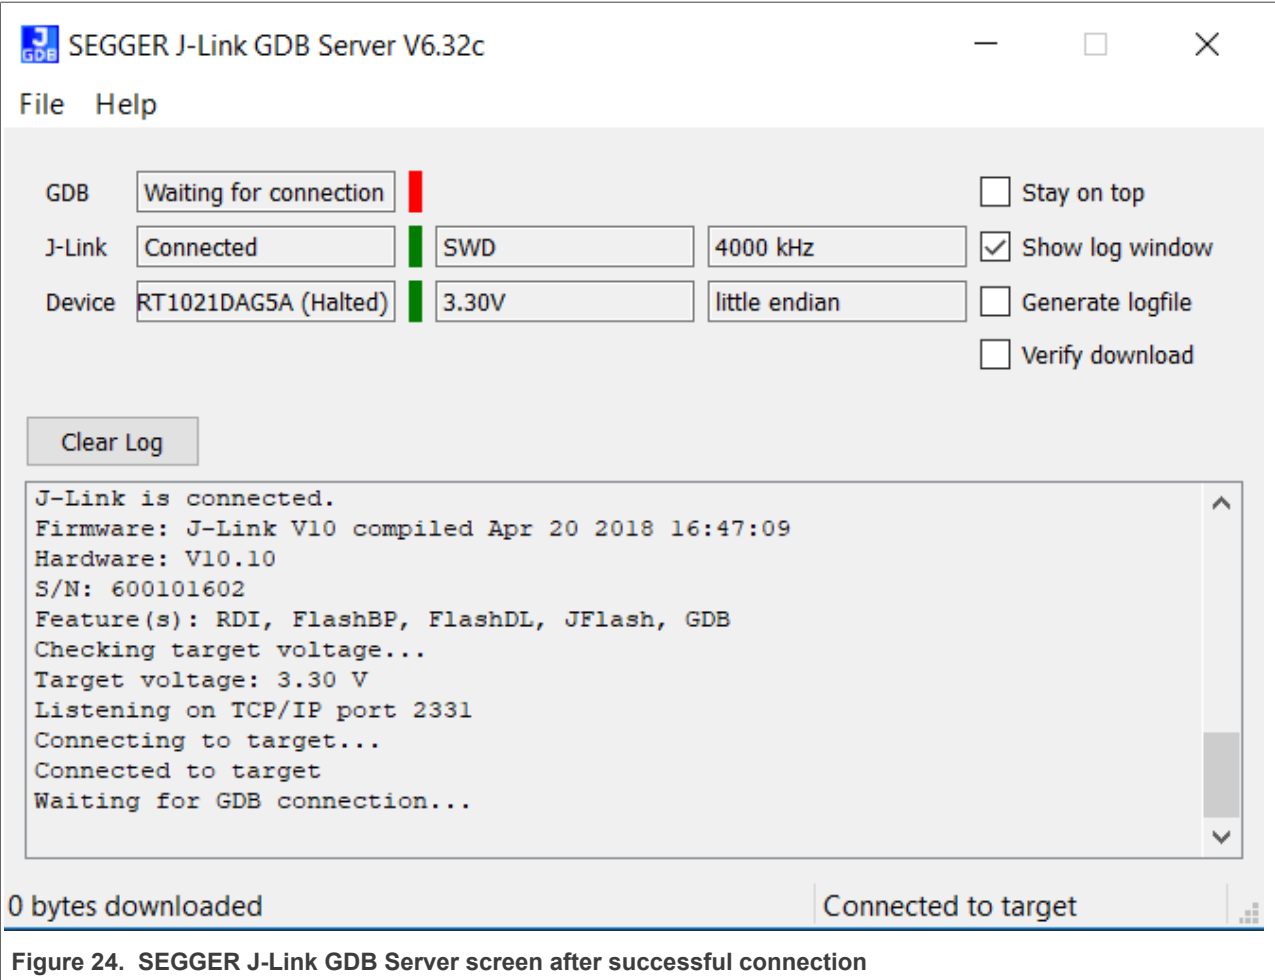 J
GDB
SEGGER J-Link GDB Server V6.32c
File Help
GDB Waiting for connection Stay on top
J-Link Connected SWD 4000 kHz Show log window
Device RT1021DAG5A (Halted) 3.30V little endian Generate logfile
Verify download
Clear Log
J-Link is connected.
Firmware: J-Link V10 compiled Apr 20 2018 16:47:09
Hardware: V10.10
S/N: 600101602
Feature(s): RDI, FlashBP, FlashDL, JFlash, GDB
Checking target voltage...
Target voltage: 3.30 V
Listening on TCP/IP port 2331
Connecting to target...
Connected to target
Waiting for GDB connection...
0 bytes downloaded Connected to target
Figure 24. SEGGER J-Link GDB Server screen after successful connection